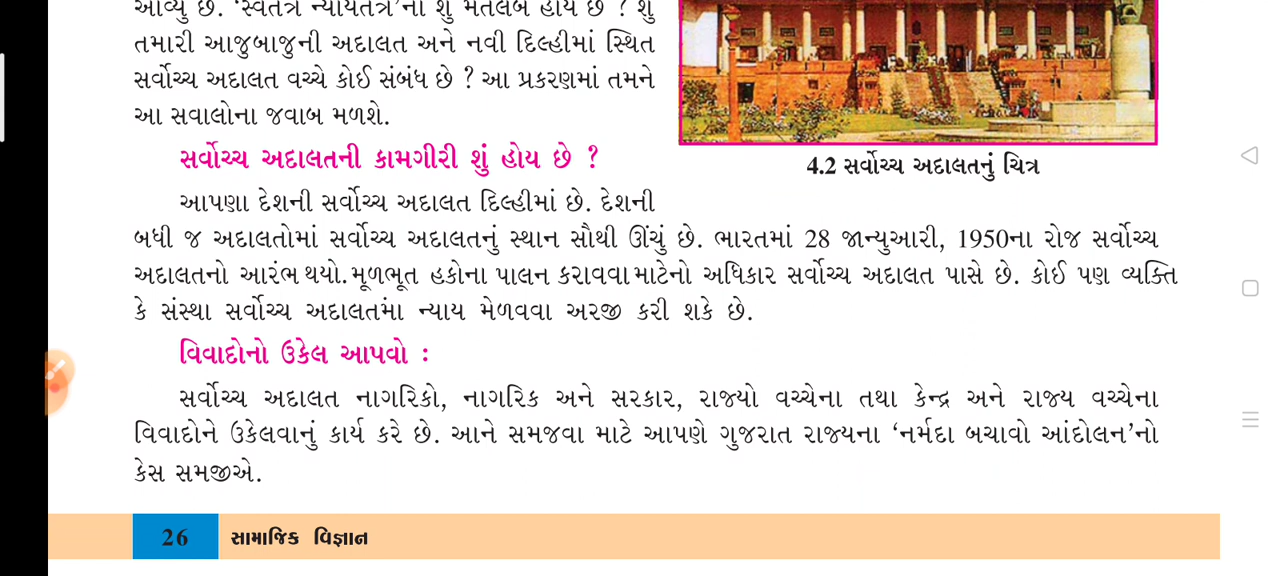 આવ્યું છે. 'સ્વતંત્ર ન્યાયતંત્ર'નો શું મતલબ હોય છે ? શું
તમારી આજુબાજુની અદાલત અને નવી દિલ્હીમાં સ્થિત
સર્વોચ્ચ અદાલત વચ્ચે કોઈ સંબંધ છે ? આ પ્રકરણમાં તમને
આ સવાલોના જવાબ મળશે.
4.2 સર્વોચ્ચ અદાલતનું ચિત્ર
સર્વોચ્ચ અદાલતની કામગીરી શું હોય છે ?
આપણા દેશની સર્વોચ્ચ અદાલત દિલ્હીમાં છે. દેશની
બધી જ અદાલતોમાં સર્વોચ્ચ અદાલતનું સ્થાન સૌથી ઊંચું છે. ભારતમાં 28 જાન્યુઆરી, 1950ના રોજ સર્વોચ્ચ
અદાલતનો આરંભ થયો. મૂળભૂત હકોના પાલન કરાવવા માટેનો અધિકાર સર્વોચ્ચ અદાલત પાસે છે. કોઈ પણ વ્યક્તિ
કે સંસ્થા સર્વોચ્ચ અદાલતમાં ન્યાય મેળવવા અરજી કરી શકે છે.
વિવાદોનો ઉકેલ આપવો :
સર્વોચ્ચ અદાલત નાગરિકો, નાગરિક અને સરકાર, રાજ્યો વચ્ચેના તથા કેન્દ્ર અને રાજ્ય વચ્ચેના
વિવાદોને ઉકેલવાનું કાર્ય કરે છે. આને સમજવા માટે આપણે ગુજરાત રાજ્યના 'નર્મદા બચાવો આંદોલન'નો
કેસ સમજીએ.
26 સામાજિક વિજ્ઞાન